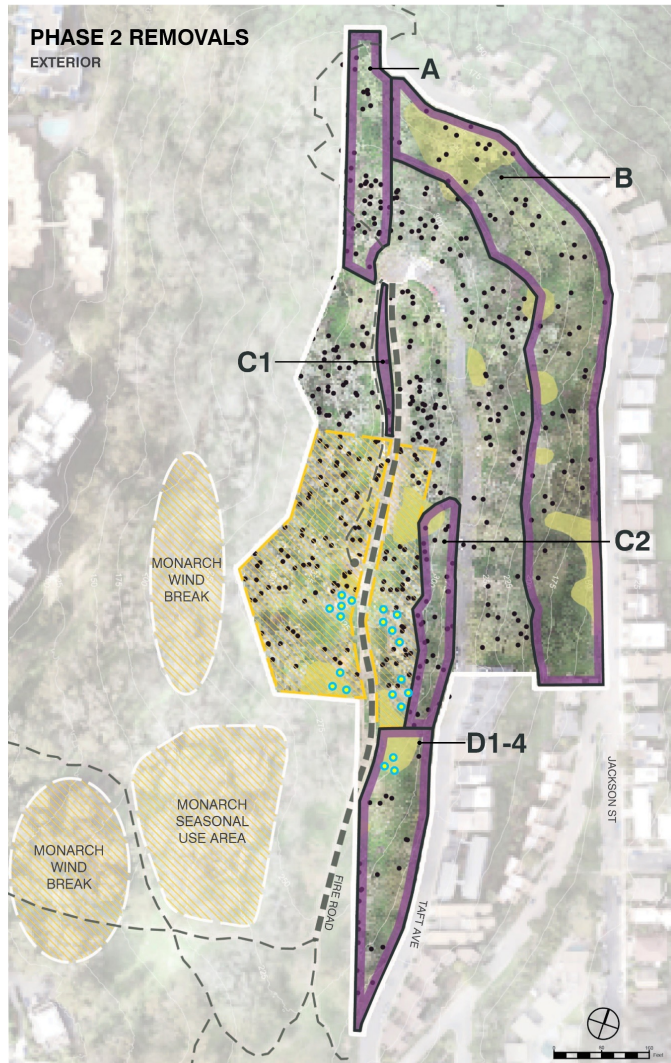 PHASE 2 REMOVALS
EXTERIOR
A
B
C1
C2
MONARCH
WIND
BREAK
175
D1-4
MONARCH
SEASONAL
USE AREA
MONARCH
WIND
BREAK
FIRE ROAD
TAFT AVE
JACKSON ST